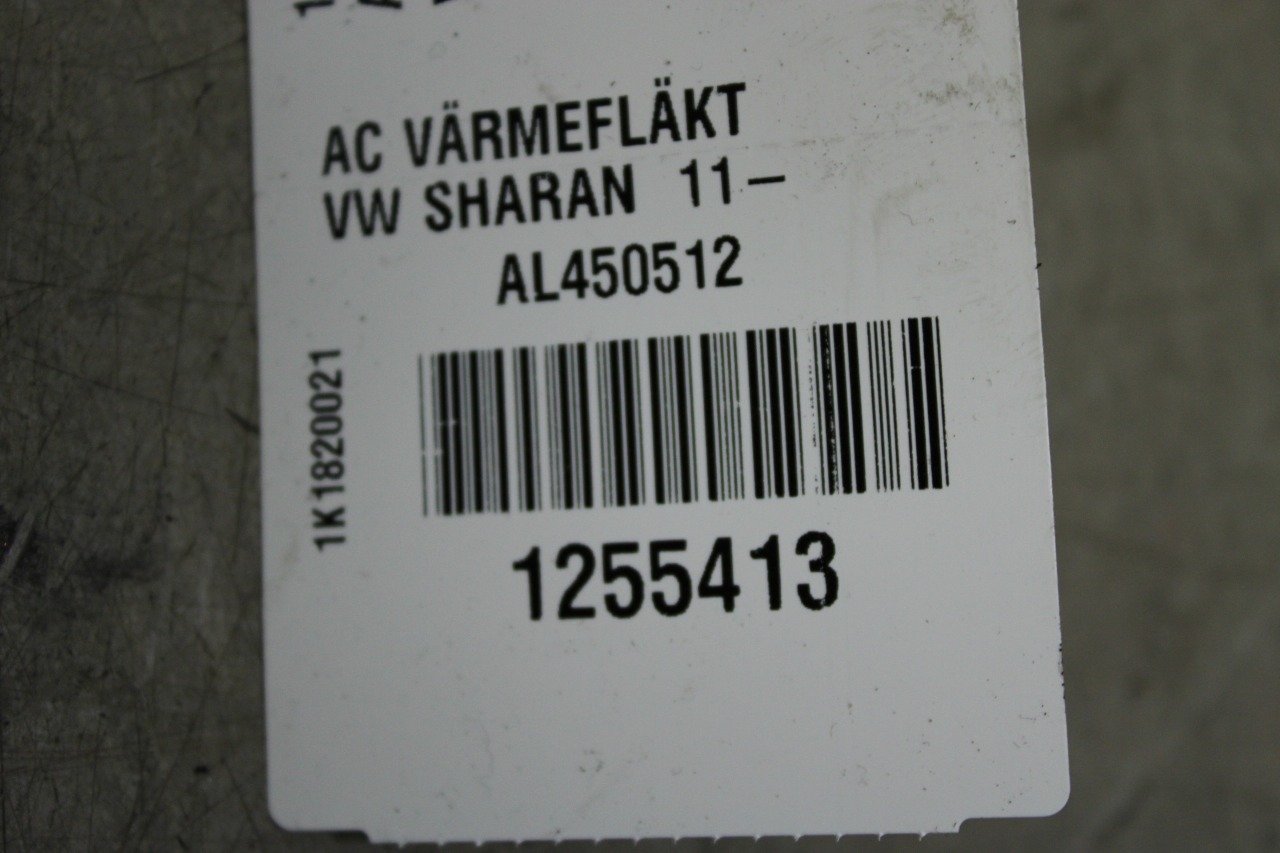 AC VÄRMEFLÄKT
VW SHARAN 11–
AL450512
1K1820021
1255413